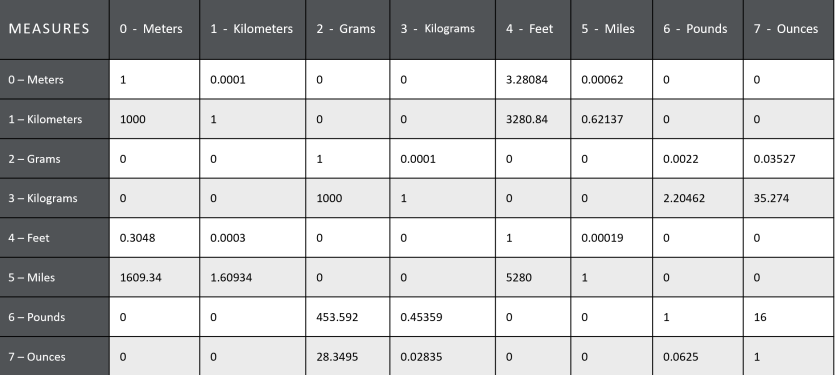 MEASURES 0 - Meters 1 - Kilometers 2 - Grams 3 - Kilograms 4 - Feet 5 - Miles 6 - Pounds 7 - Ounces
0 – Meters 1 0.0001 0 0 3.28084 0.00062 0 0
1 – Kilometers 1000 1 0 0 3280.84 0.62137 0 0
2 – Grams 0 0 1 0.0001 0 0 0.0022 0.03527
3 – Kilograms 0 0 1000 1 0 0 2.20462 35.274
4 – Feet 0.3048 0.0003 0 0 1 0.00019 0 0
5 – Miles 1609.34 1.60934 0 0 5280 1 0 0
6 – Pounds 0 0 453.592 0.45359 0 0 1 16
7 – Ounces 0 0 28.3495 0.02835 0 0 0.0625 1